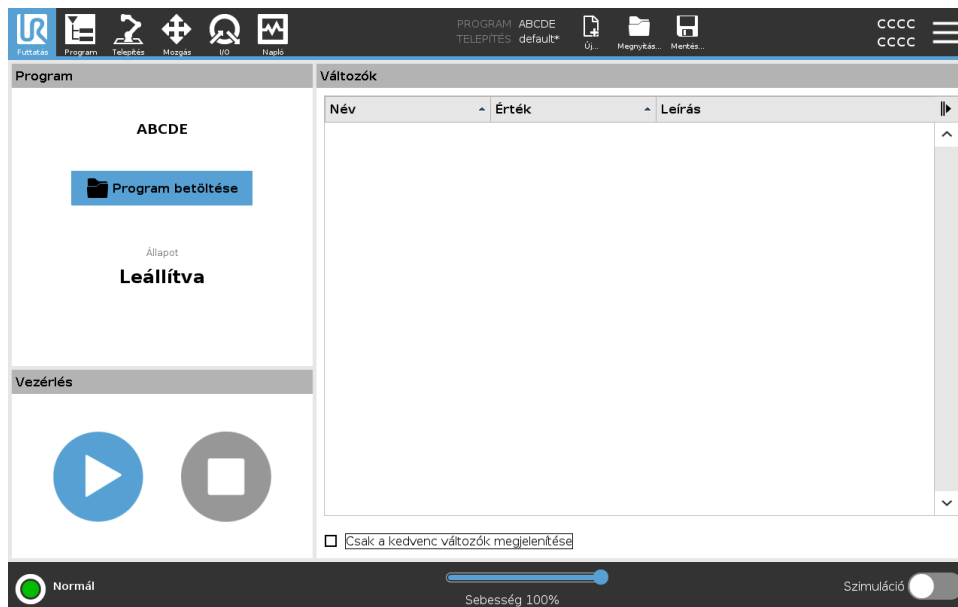 UR
PROGRAM ABCDE
TELEPÍTÉS default*
CCCC
CCCC
Futtatás Program Telepítés Mozgás I/O Napló Új... Megnyitás... Mentés...
Program
Változók
ABCDE
Program betöltése
Állapot
Leállítva
Név Érték Leírás
Vezérlés
Csak a kedvenc változók megjelenítése
Normál
Sebesség 100%
Szimuláció